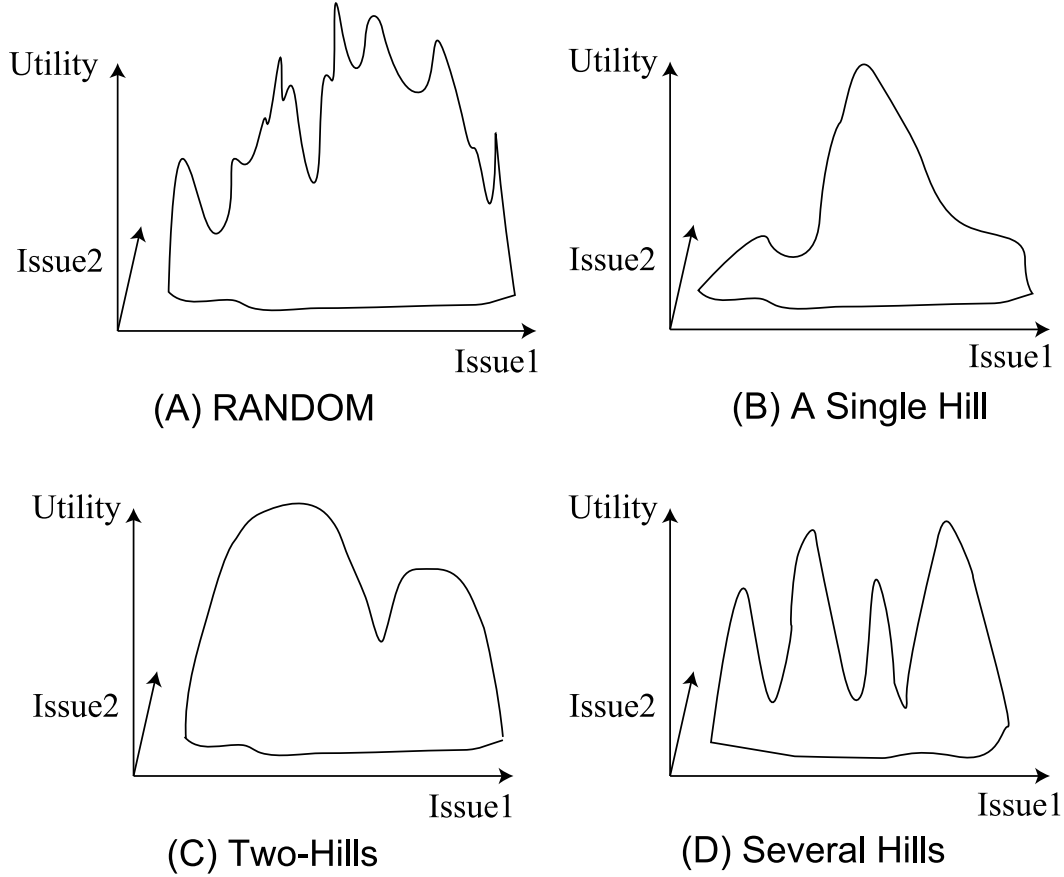 Utility
Issue2
Issue1
(A) RANDOM
Utility
Issue2
Issue1
(B) A Single Hill
Utility
Issue2
Issue1
(C) Two-Hills
Utility
Issue2
Issue1
(D) Several Hills